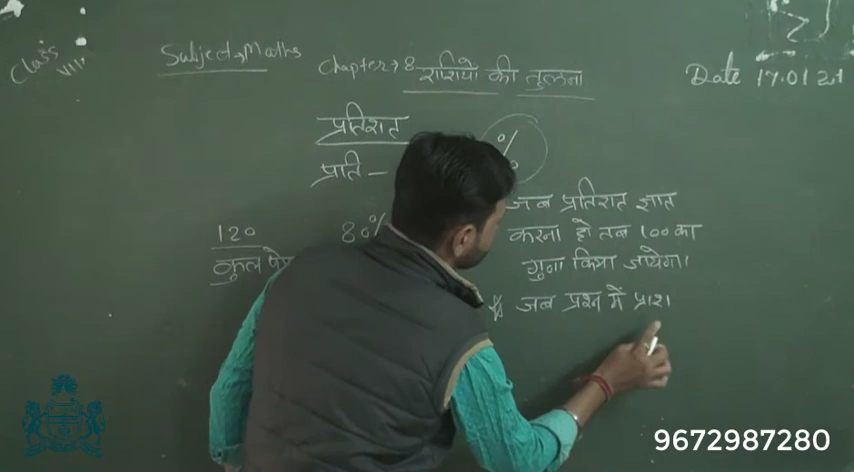 Class VIII
Subject → Maths
Chapter → 8 राशियो की तुलना
Date 17.01.21
प्रतिशत
%
प्रति –
120
80%
कुल
जब प्रतिशत ज्ञात
करना हो तब 100 का
गुना किया जायेगा।
* जब प्रश्न में
9672987280